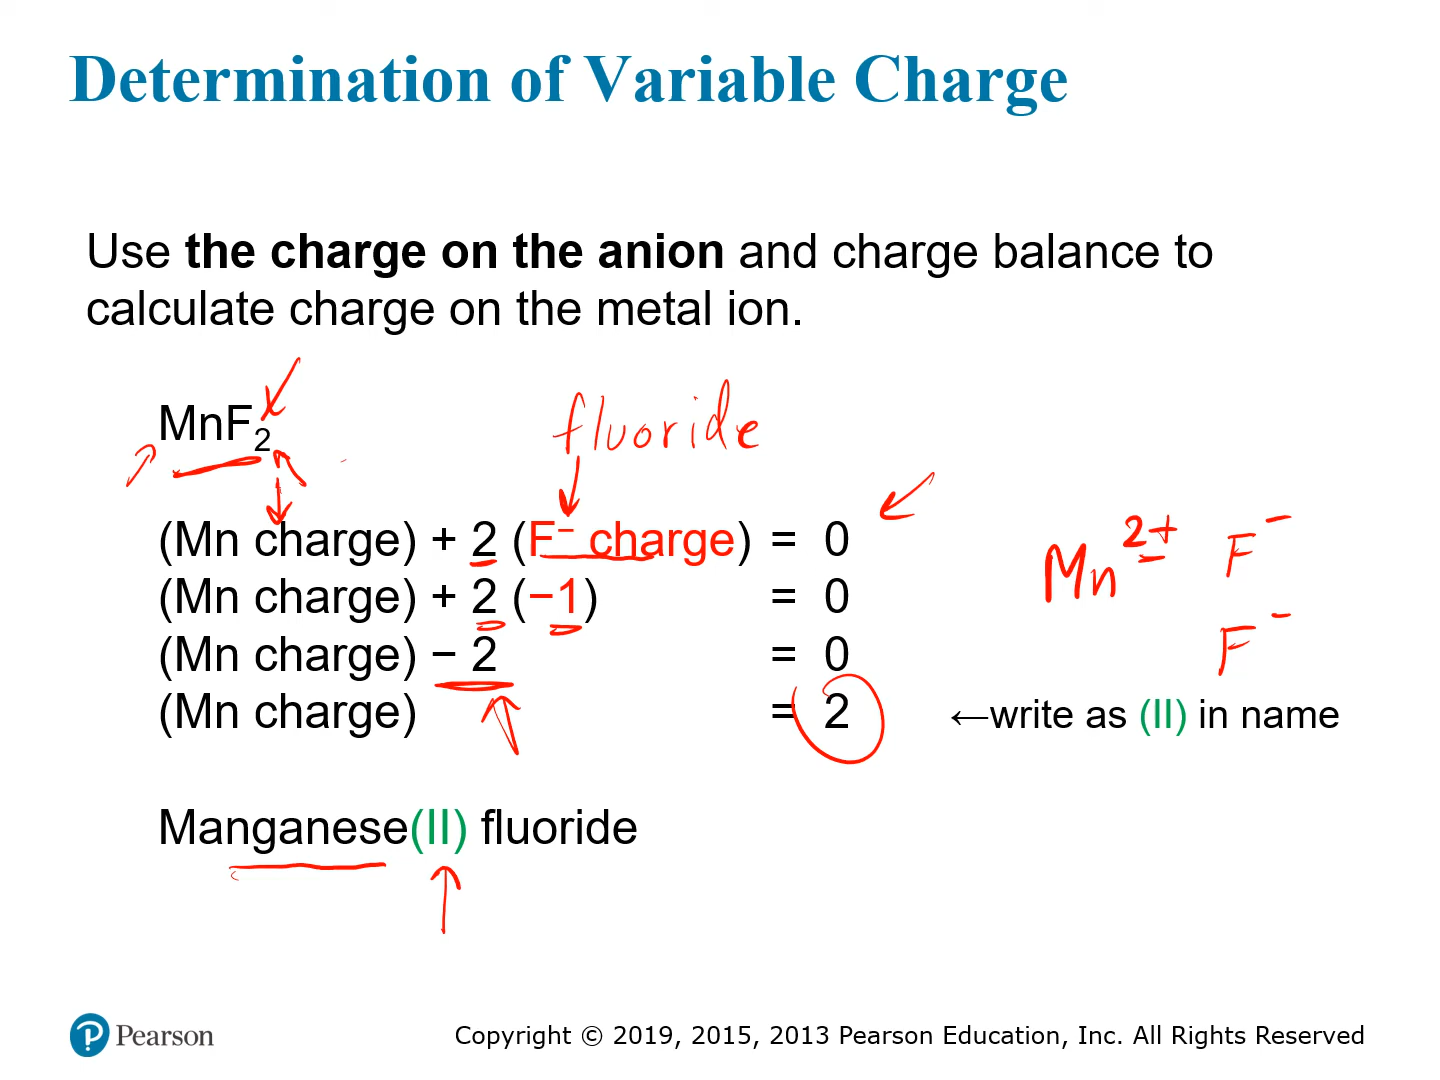 Determination of Variable Charge
Use the charge on the anion and charge balance to
calculate charge on the metal ion.
MnF₂
fluoride
(Mn charge) + 2 (F⁻ charge) = 0
(Mn charge) + 2 (−1) = 0
(Mn charge) − 2 = 0
(Mn charge) = 2 ←write as (II) in name
Mn²⁺ F⁻
F⁻
Manganese(II) fluoride
Pearson
Copyright © 2019, 2015, 2013 Pearson Education, Inc. All Rights Reserved